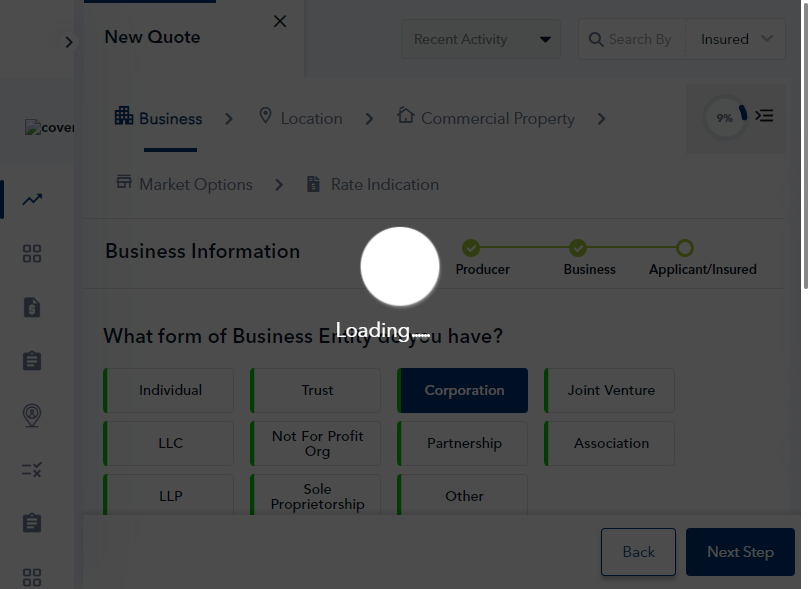 New Quote
Recent Activity
Search By
Insured
cover
Business
Location
Commercial Property
9%
Market Options
Rate Indication
Business Information
Producer
Business
Applicant/Insured
Loading......
What form of Business Entity do you have?
Individual
Trust
Corporation
Joint Venture
LLC
Not For Profit
Org
Partnership
Association
LLP
Sole
Proprietorship
Other
Back
Next Step